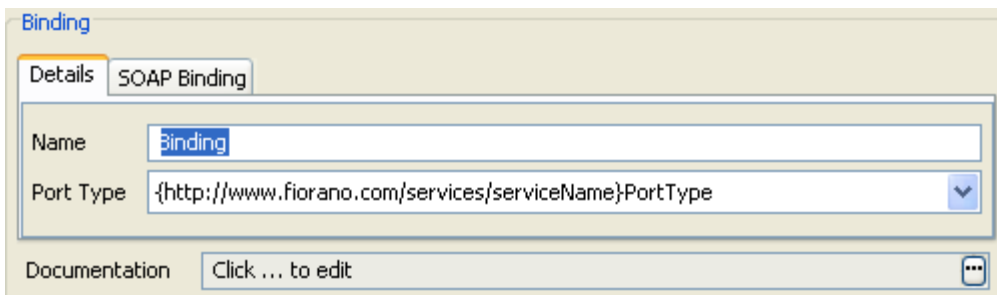 Binding
Details SOAP Binding
Name Binding
Port Type {http://www.fiorano.com/services/serviceName}PortType
Documentation Click ... to edit
...